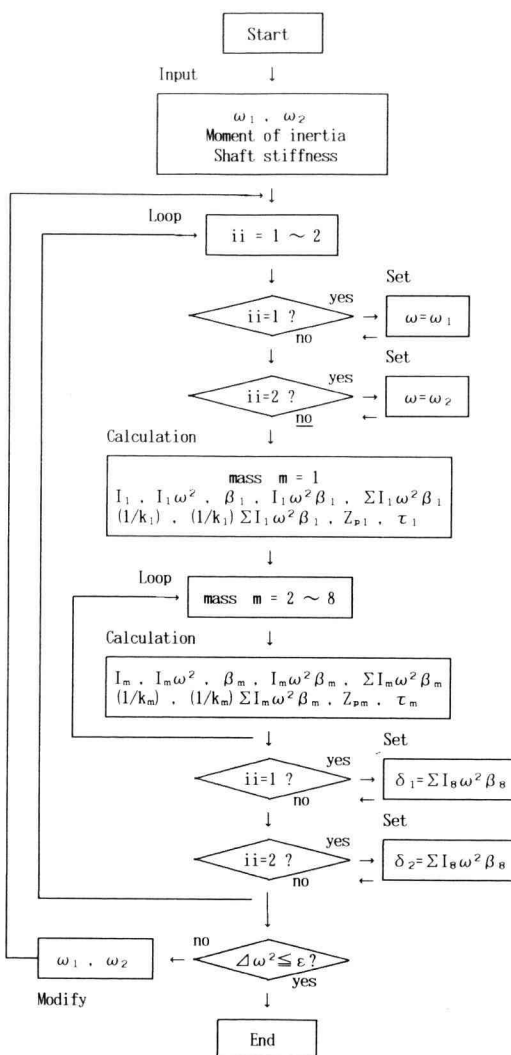 Start
Input
ω₁ , ω₂
Moment of inertia
Shaft stiffness
Loop
ii = 1 ~ 2
Set
ii=1 ?
yes
ω=ω₁
no
Set
ii=2 ?
yes
ω=ω₂
no
Calculation
mass m = 1
I₁ , I₁ω² , β₁ , I₁ω²β₁ , ΣI₁ω²β₁
(1/k₁) , (1/k₁)ΣI₁ω²β₁ , Zₚ₁ , τ₁
Loop
mass m = 2 ~ 8
Calculation
Iₘ , Iₘω² , βₘ , Iₘω²βₘ , ΣIₘω²βₘ
(1/kₘ) , (1/kₘ)ΣIₘω²βₘ , Zₚₘ , τₘ
Set
ii=1 ?
yes
δ₁=ΣI₈ω²β₈
no
Set
ii=2 ?
yes
δ₂=ΣI₈ω²β₈
no
no
ω₁ , ω₂
Δω²≦ε?
yes
Modify
End